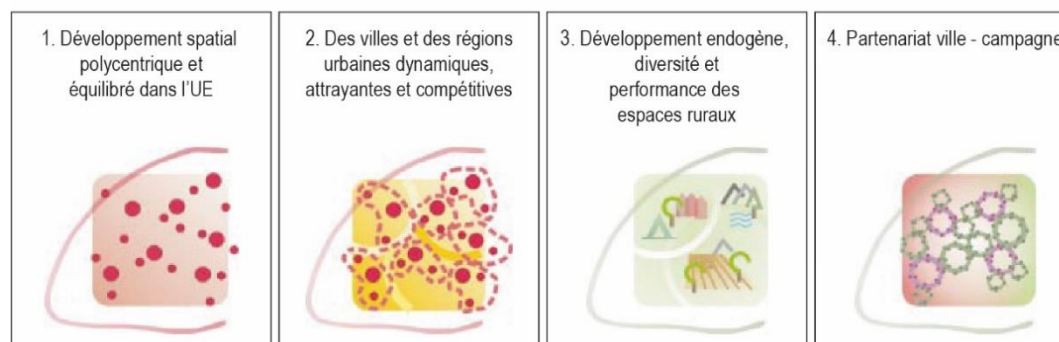 1. Développement spatial
polycentrique et
équilibré dans l'UE
2. Des villes et des régions
urbaines dynamiques,
attrayantes et compétitives
3. Développement endogène,
diversité et
performance des
espaces ruraux
4. Partenariat ville - campagne